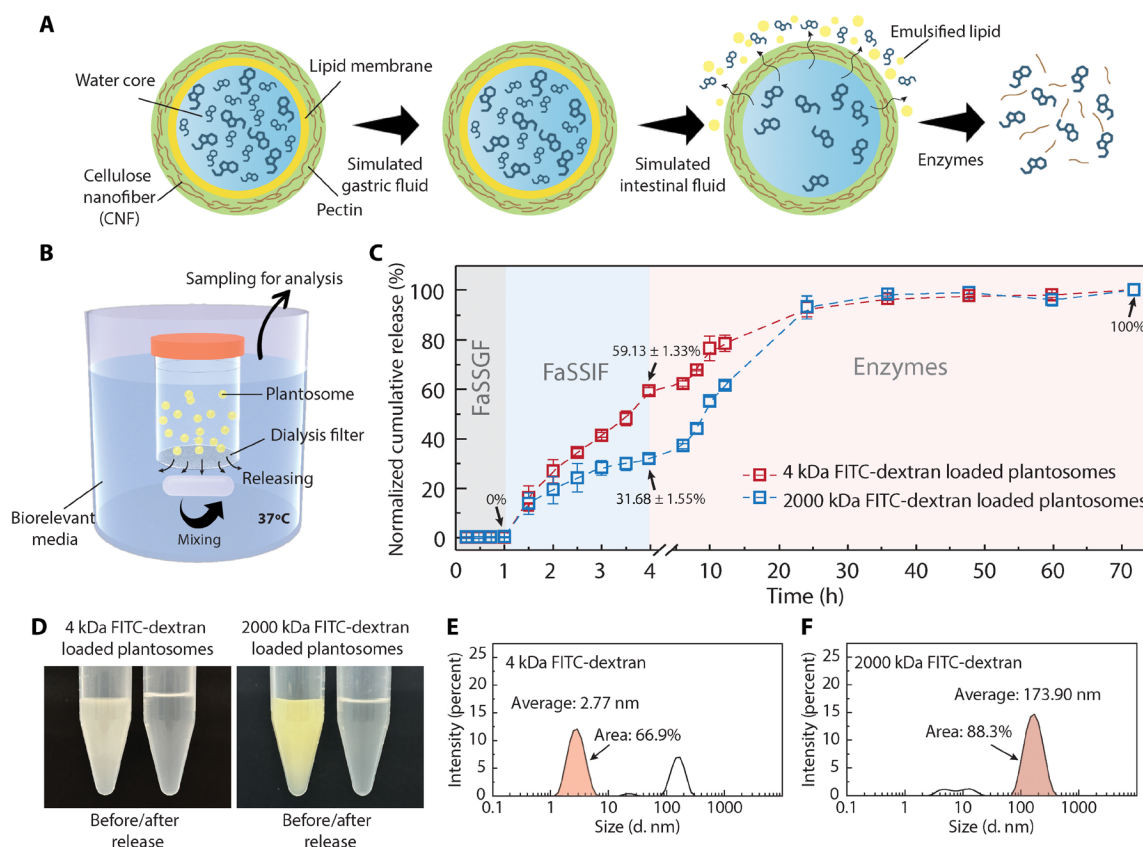 A
Water core
Lipid membrane
Cellulose
nanofiber
(CNF)
Pectin
Simulated
gastric fluid
Simulated
intestinal fluid
Emulsified lipid
Enzymes
B
Sampling for analysis
Plantosome
Dialysis filter
Releasing
Biorelevant
media
Mixing
37°C
C
Normalized cumulative release (%)
100
80
60
40
20
0
FaSSGF
FaSSIF
Enzymes
59.13 ± 1.33%
0%
31.68 ± 1.55%
100%
4 kDa FITC-dextran loaded plantosomes
2000 kDa FITC-dextran loaded plantosomes
0 1 2 3 4 10 20 30 40 50 60 70
Time (h)
D
4 kDa FITC-dextran
loaded plantosomes
2000 kDa FITC-dextran
loaded plantosomes
Before/after
release
Before/after
release
E
Intensity (percent)
25
20
15
10
5
0
4 kDa FITC-dextran
Average: 2.77 nm
Area: 66.9%
0.1 1 10 100 1000
Size (d. nm)
F
Intensity (percent)
25
20
15
10
5
0
2000 kDa FITC-dextran
Average: 173.90 nm
Area: 88.3%
0.1 1 10 100 1000
Size (d. nm)